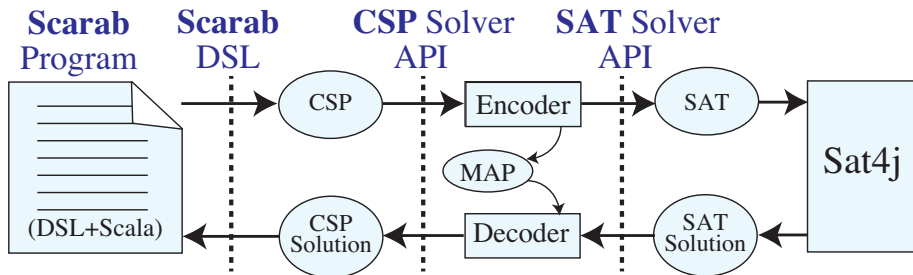 Scarab
Program
Scarab
DSL
CSP Solver
API
SAT Solver
API
CSP
Encoder
SAT
MAP
Sat4j
(DSL+Scala)
CSP
Solution
Decoder
SAT
Solution